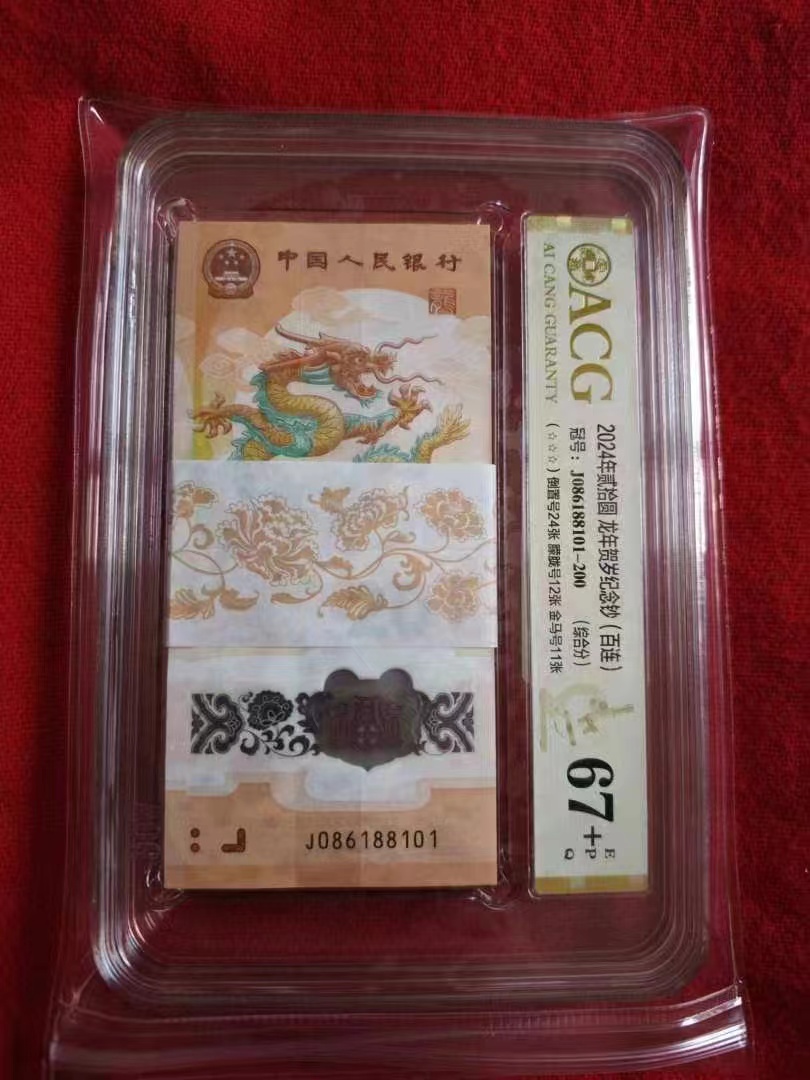 中国人民银行
J086188101
ACG
AI CANG GUARANTY
2024年贰拾圆 龙年贺岁纪念钞（百连）
冠号：J086188101-200 （综合分）
（☆☆☆）倒置号24张 朦胧号12张 金马号11张
67+
E
P
Q